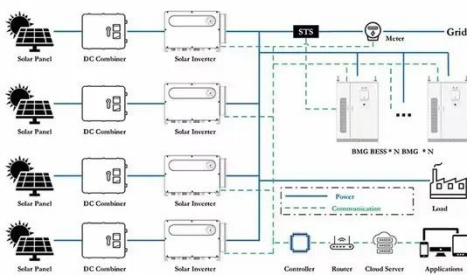 STS
Meter
Grid
Solar Panel
DC Combiner
Solar Inverter
Solar Panel
DC Combiner
Solar Inverter
BMG BESS * N BMG * N
Solar Panel
DC Combiner
Solar Inverter
Power
Communication
Load
Solar Panel
DC Combiner
Solar Inverter
Controller
Router
Cloud Server
Application